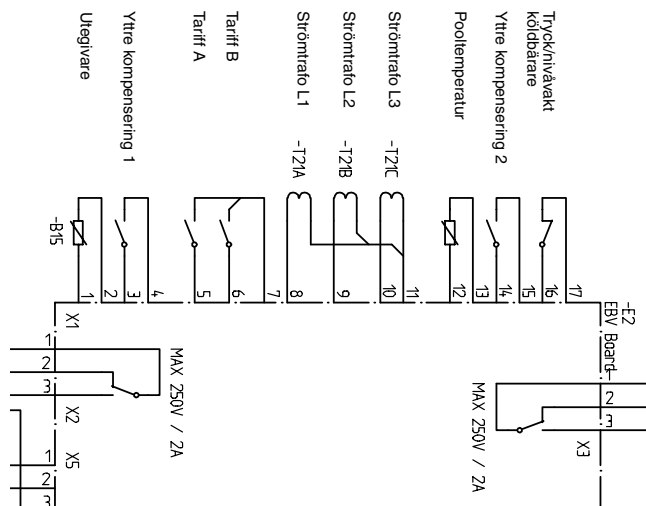 Utegivare
Yttre kompensering 1
Tariff A
Tariff B
Strömtrafo L1
Strömtrafo L2
Strömtrafo L3
Pooltemperatur
Yttre kompensering 2
Tryck/nivåvakt
köldbärare
-B15
-T21A
-T21B
-T21C
1 2 3 4 5 6 7 8 9 10 11 12 13 14 15 16 17
-E2
EBV Board
X1
1
2
3
X2
MAX 250V / 2A
X5
1
2
3
MAX 250V / 2A
1
2
3
X3